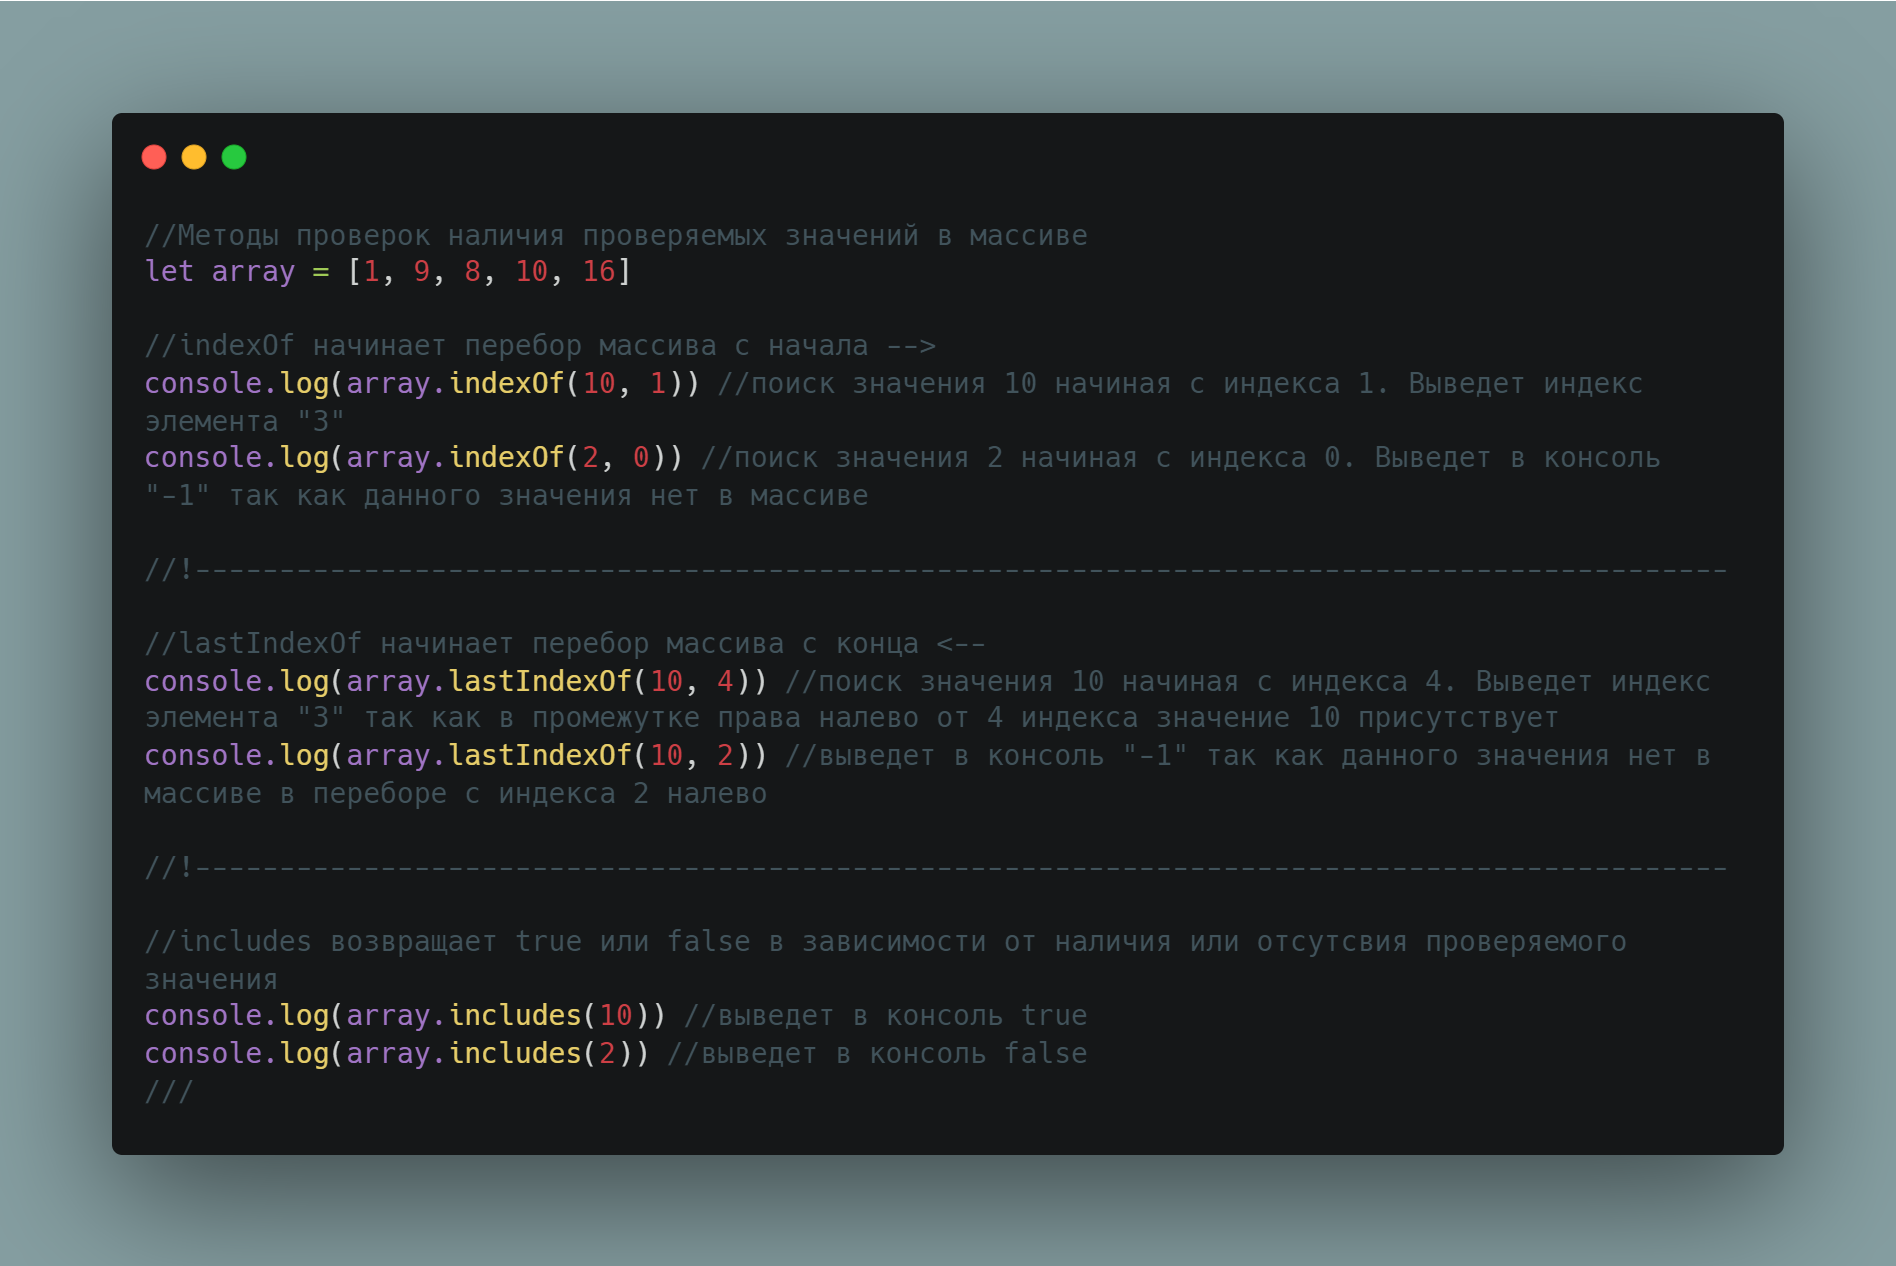 //Методы проверок наличия проверяемых значений в массиве
let array = [1, 9, 8, 10, 16]
//indexOf начинает перебор массива с начала -->
console.log(array.indexOf(10, 1)) //поиск значения 10 начиная с индекса 1. Выведет индекс
элемента "3"
console.log(array.indexOf(2, 0)) //поиск значения 2 начиная с индекса 0. Выведет в консоль
"-1" так как данного значения нет в массиве
//!-------------------------------------------------------------------------------------------
//lastIndexOf начинает перебор массива с конца <--
console.log(array.lastIndexOf(10, 4)) //поиск значения 10 начиная с индекса 4. Выведет индекс
элемента "3" так как в промежутке права налево от 4 индекса значение 10 присутствует
console.log(array.lastIndexOf(10, 2)) //выведет в консоль "-1" так как данного значения нет в
массиве в переборе с индекса 2 налево
//!-------------------------------------------------------------------------------------------
//includes возвращает true или false в зависимости от наличия или отсутсвия проверяемого
значения
console.log(array.includes(10)) //выведет в консоль true
console.log(array.includes(2)) //выведет в консоль false
///